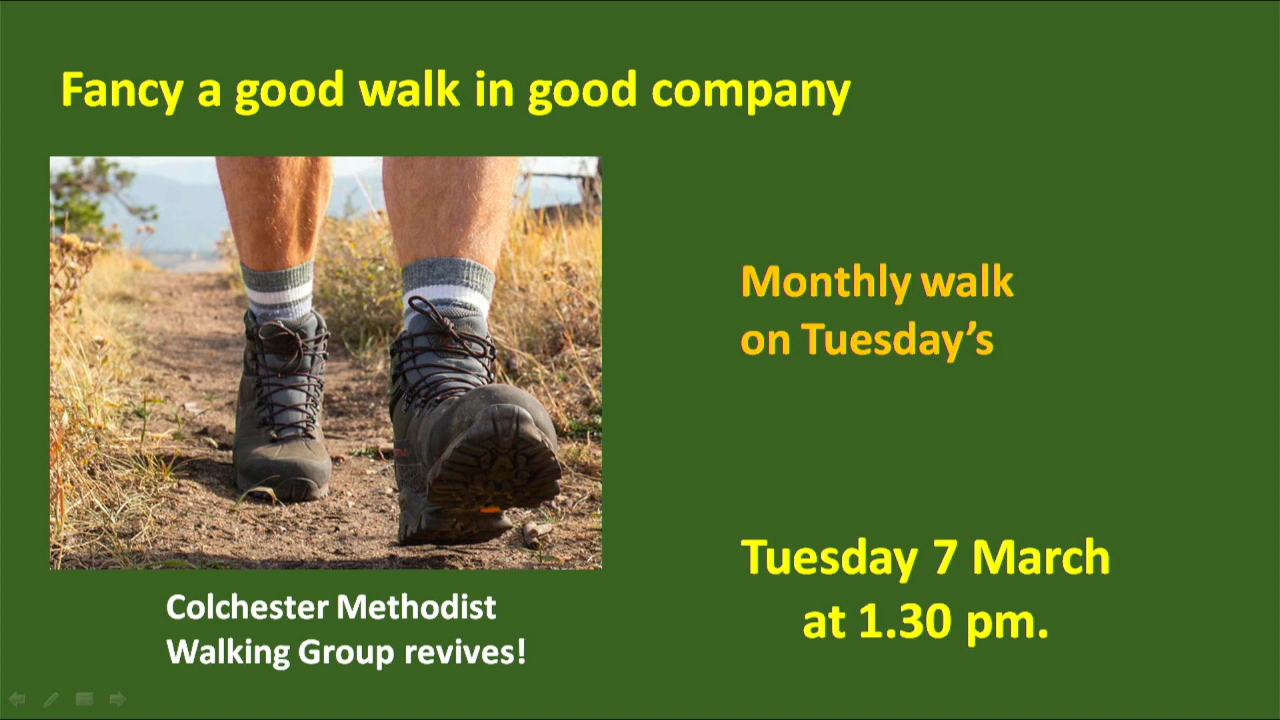 Fancy a good walk in good company
Monthly walk
on Tuesday’s
Tuesday 7 March
at 1.30 pm.
Colchester Methodist
Walking Group revives!